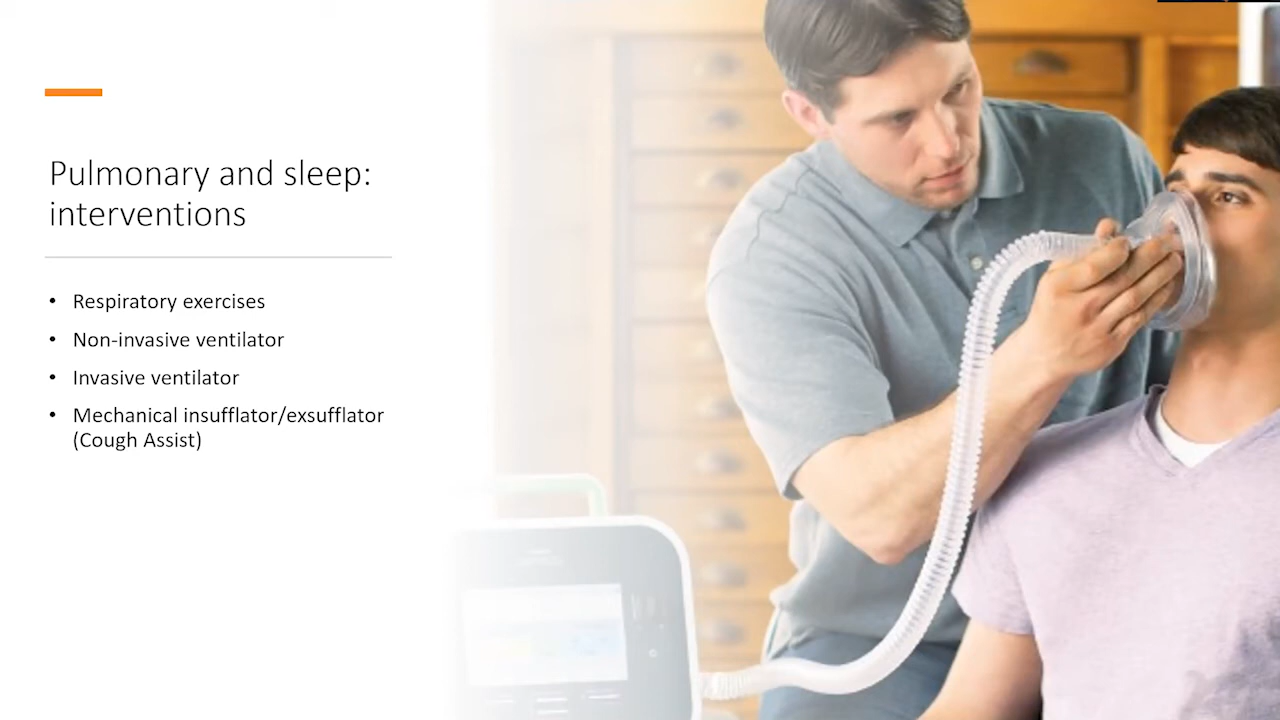 Pulmonary and sleep:
interventions
• Respiratory exercises
• Non-invasive ventilator
• Invasive ventilator
• Mechanical insufflator/exsufflator
(Cough Assist)